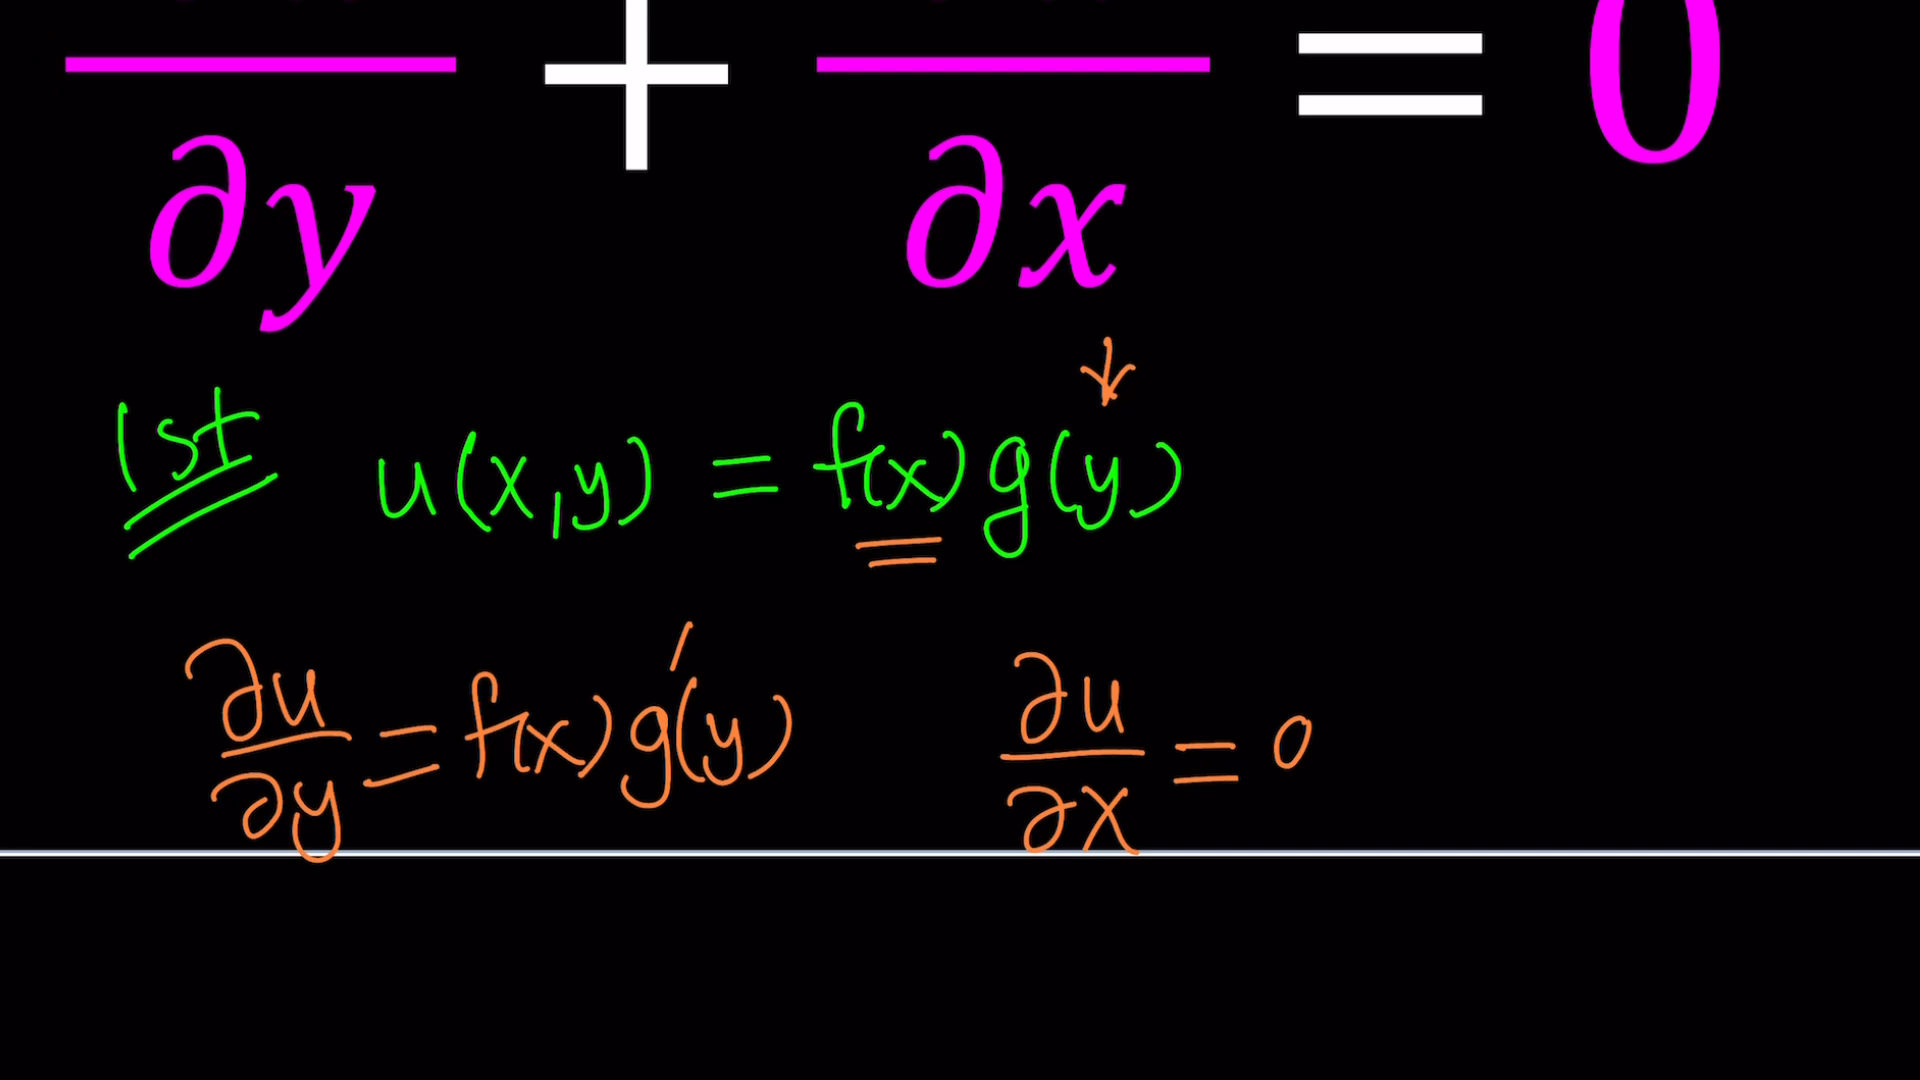 ∂y + ∂x = 0
1st u(x,y) = f(x)g(y)
∂u/∂y = f(x)g'(y) ∂u/∂x = 0